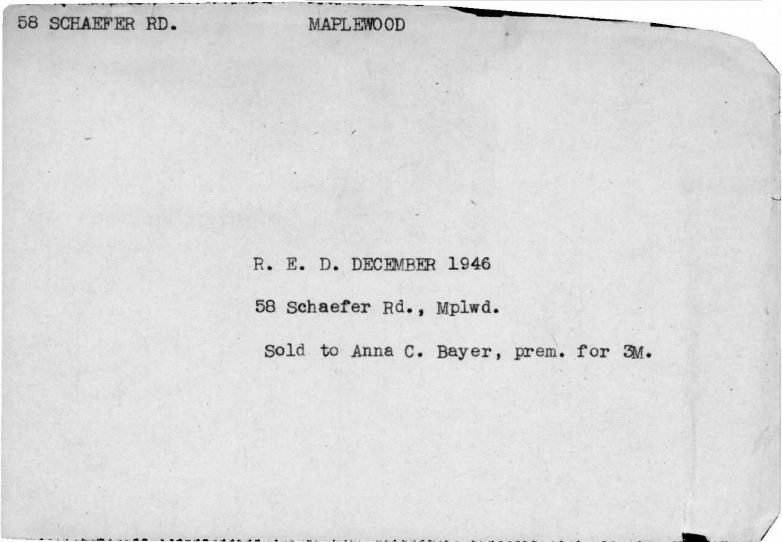 58 SCHAEFER RD. MAPLEWOOD
R. E. D. DECEMBER 1946
58 Schaefer Rd., Mplwd.
Sold to Anna C. Bayer, prem. for 3M.